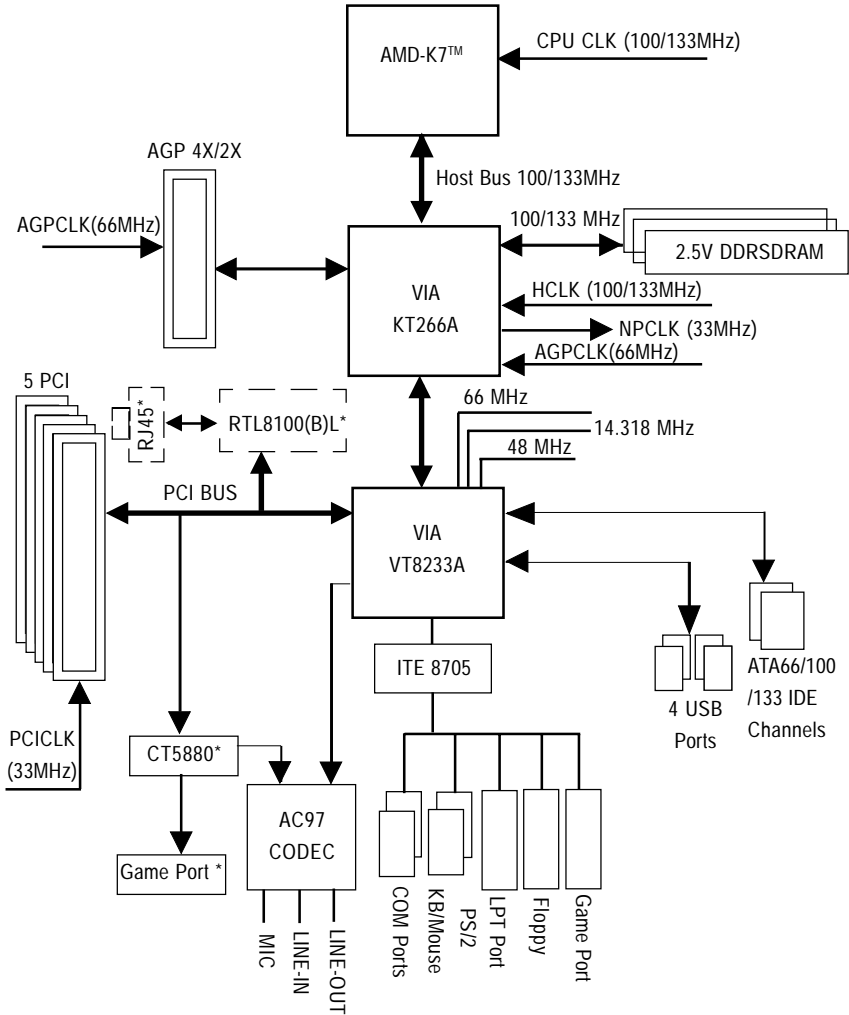 AMD-K7™
CPU CLK (100/133MHz)
AGP 4X/2X
Host Bus 100/133MHz
AGPCLK(66MHz)
100/133 MHz
2.5V DDRSDRAM
VIA
KT266A
HCLK (100/133MHz)
NPCLK (33MHz)
AGPCLK(66MHz)
5 PCI
RJ45*
RTL8100(B)L*
66 MHz
14.318 MHz
48 MHz
PCI BUS
VIA
VT8233A
ITE 8705
ATA66/100
/133 IDE
Channels
4 USB
Ports
PCICLK
(33MHz)
CT5880*
AC97
CODEC
Game Port *
MIC
LINE-IN
LINE-OUT
COM Ports
KB/Mouse
PS/2
LPT Port
Floppy
Game Port